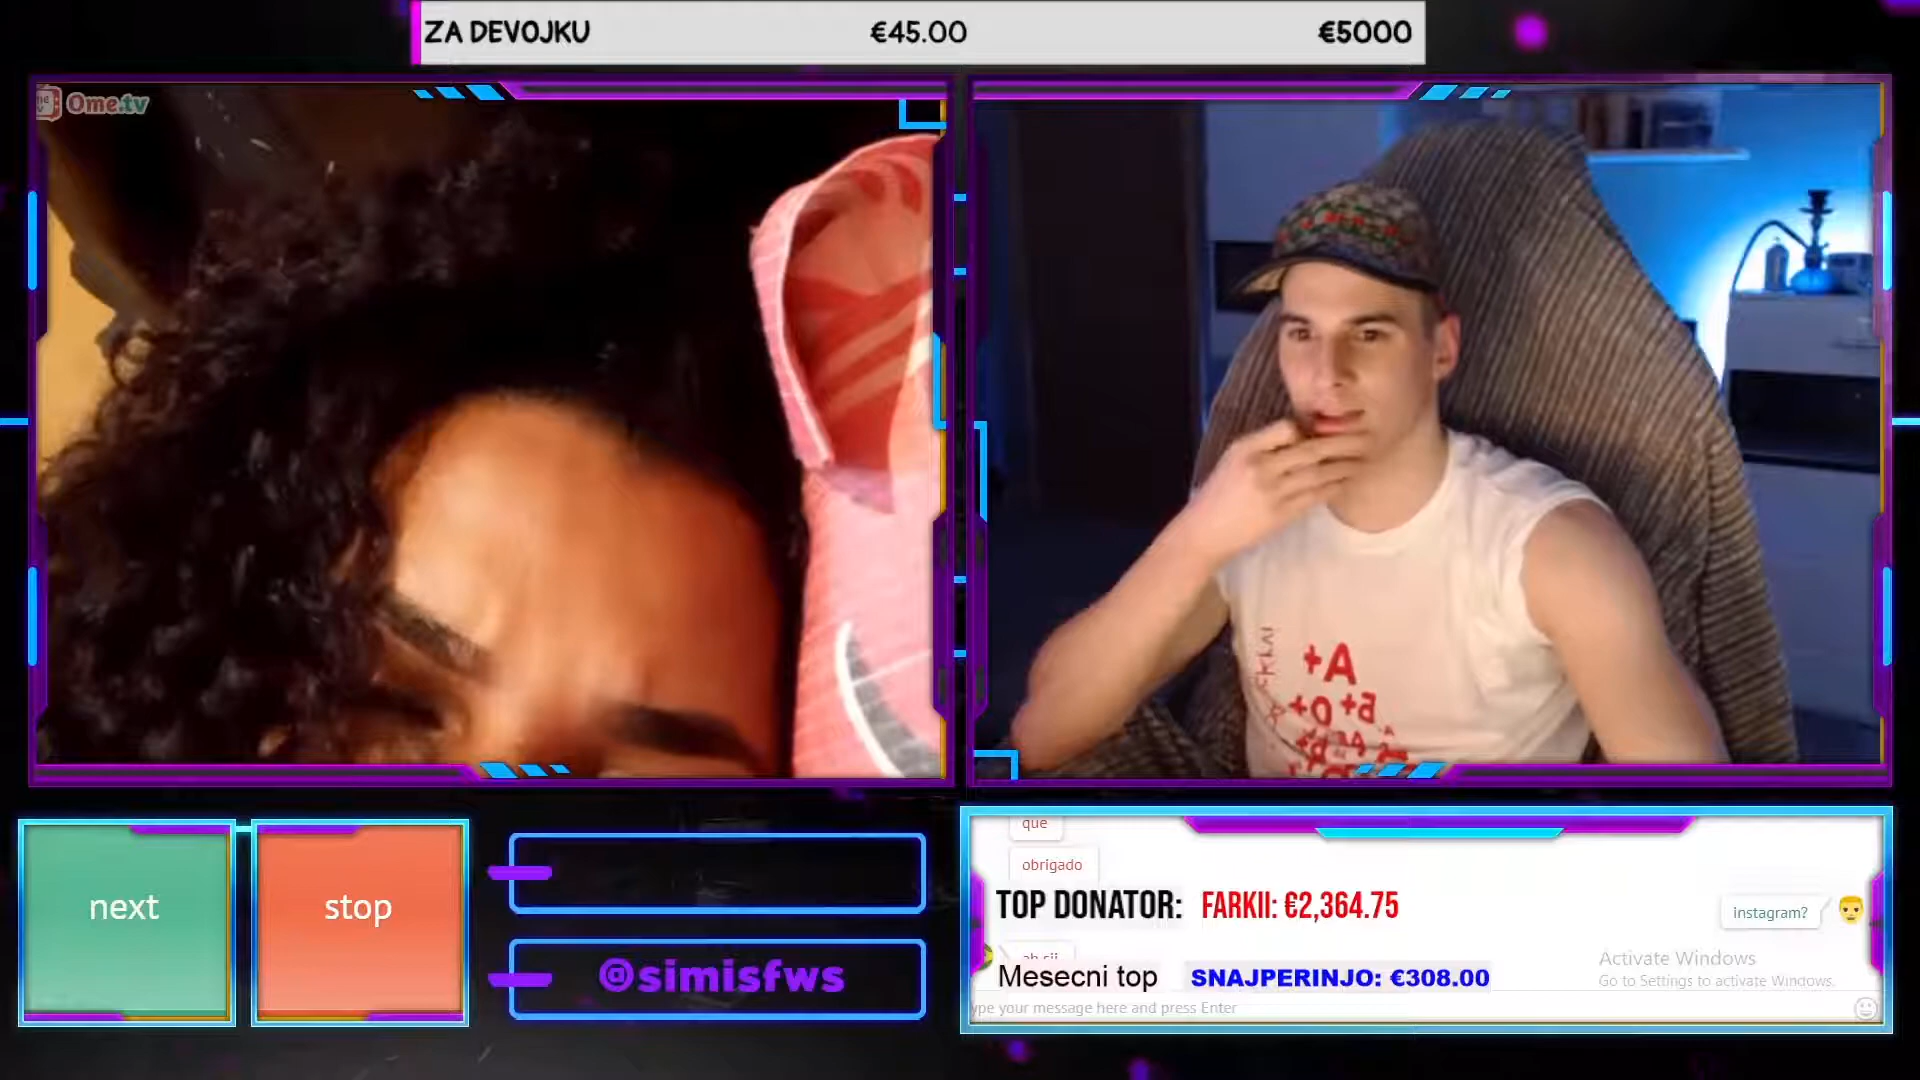 ZA DEVOJKU €45.00 €5000
Ome.tv
+A
next
stop
@simisfws
que
obrigado
TOP DONATOR: FARKII: €2,364.75
instagram?
Mesecni top SNAJPERINJO: €308.00
Activate Windows
Go to Settings to activate Windows.
ype your message here and press Enter